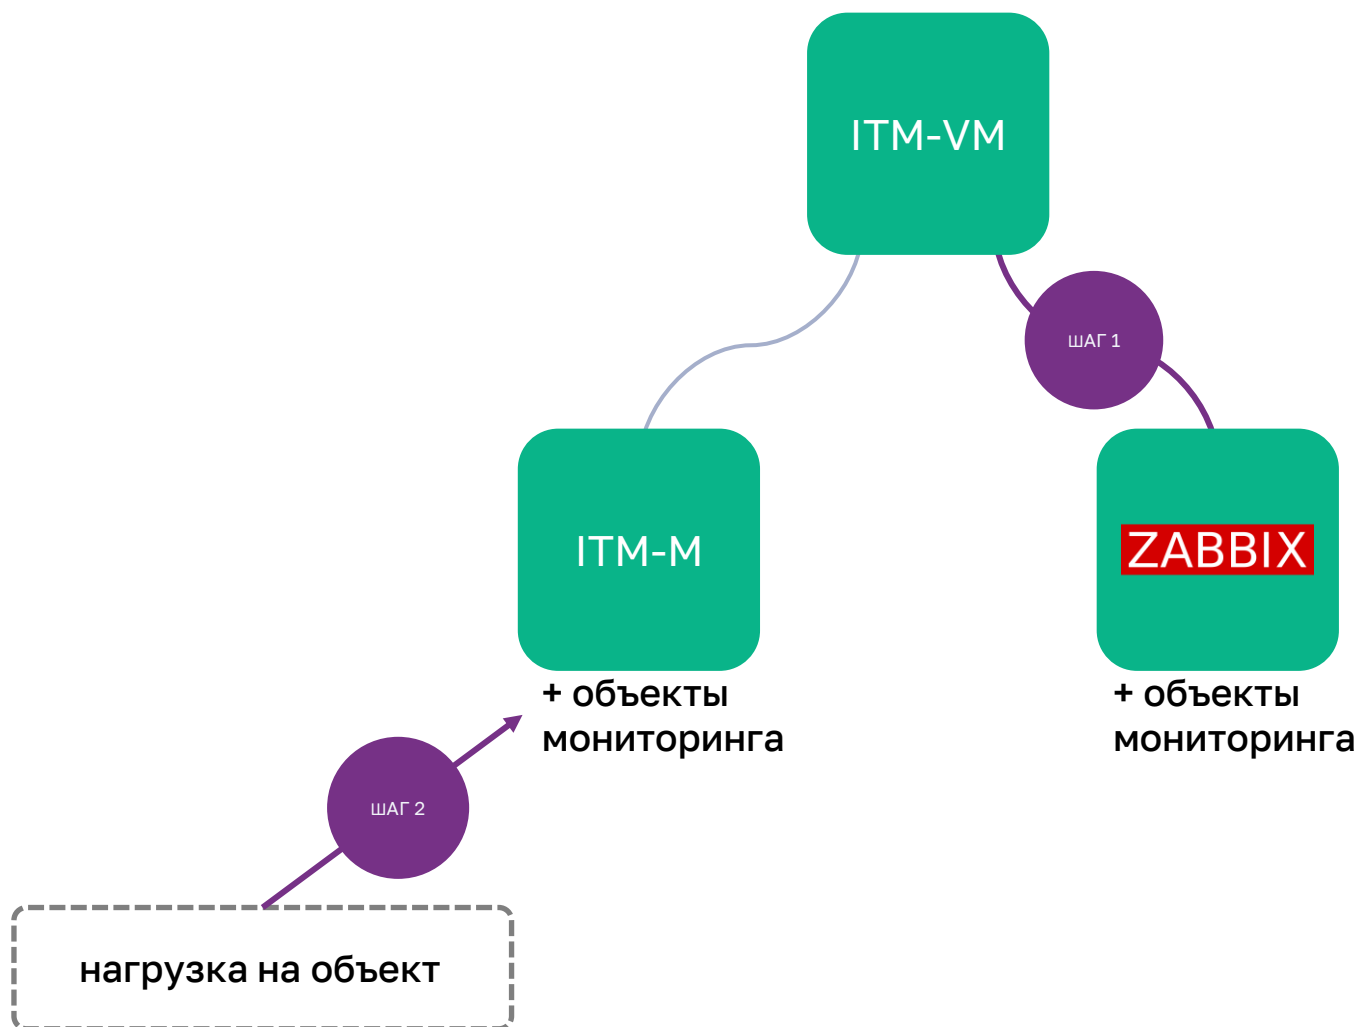 ITM-VM
ШАГ 1
ITM-M
ZABBIX
+ объекты
мониторинга
+ объекты
мониторинга
ШАГ 2
нагрузка на объект